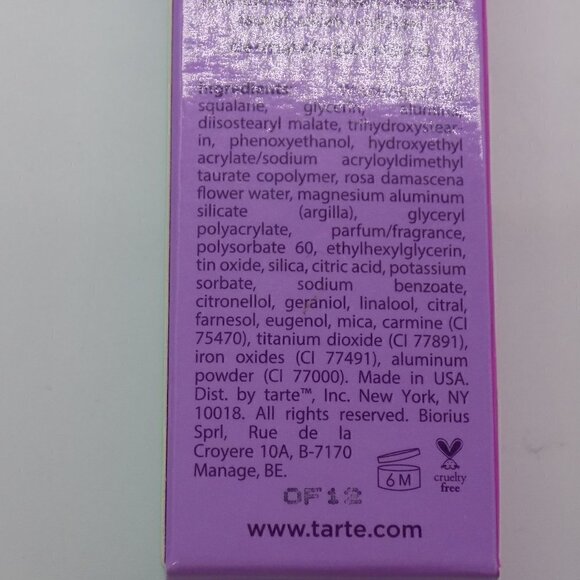 Ingredients
squalane, glycerin, alumina,
diisostearyl malate, trihydroxystear-
in, phenoxyethanol, hydroxyethyl
acrylate/sodium acryloyldimethyl
taurate copolymer, rosa damascena
flower water, magnesium aluminum
silicate (argilla), glyceryl
polyacrylate, parfum/fragrance,
polysorbate 60, ethylhexylglycerin,
tin oxide, silica, citric acid, potassium
sorbate, sodium benzoate,
citronellol, geraniol, linalool, citral,
farnesol, eugenol, mica, carmine (CI
75470), titanium dioxide (CI 77891),
iron oxides (CI 77491), aluminum
powder (CI 77000). Made in USA.
Dist. by tarte™, Inc. New York, NY
10018. All rights reserved. Biorius
Sprl, Rue de la
Croyere 10A, B-7170
Manage, BE.
6 M
cruelty
free
OF12
www.tarte.com